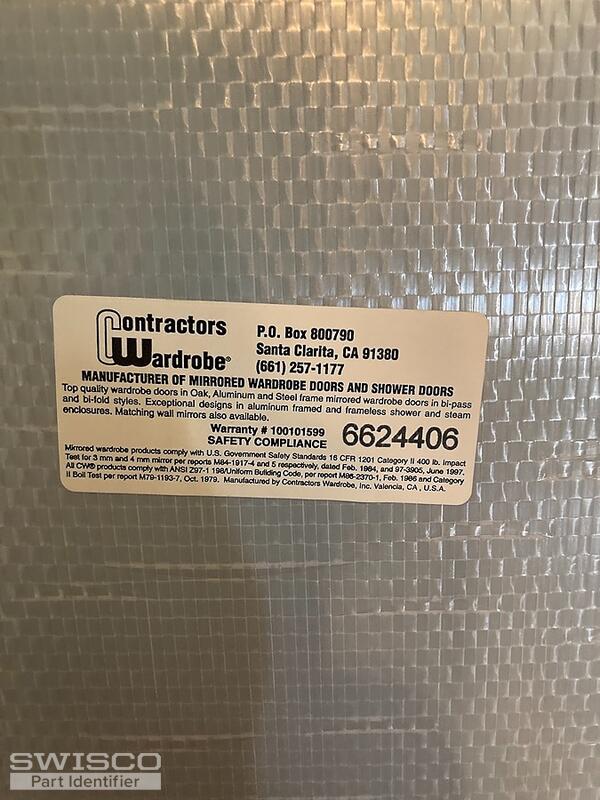 Contractors Wardrobe®
P.O. Box 800790
Santa Clarita, CA 91380
(661) 257-1177
MANUFACTURER OF MIRRORED WARDROBE DOORS AND SHOWER DOORS
Top quality wardrobe doors in Oak, Aluminum and Steel frame mirrored wardrobe doors in bi-pass
and bi-fold styles. Exceptional designs in aluminum framed and frameless shower and steam
enclosures. Matching wall mirrors also available.
Warranty # 100101599
SAFETY COMPLIANCE 6624406
Mirrored wardrobe products comply with U.S. Government Safety Standards 16 CFR 1201 Category II 400 lb. Impact
Test for 3 mm and 4 mm mirror per reports M84-1917-4 and 5 respectively, dated Feb. 1984, and 97-3905, June 1997.
All CW® products comply with ANSI Z97-1 198/Uniform Building Code, per report M86-2370-1, Feb. 1986 and Category
II Boil Test per report M79-1193-7, Oct. 1979. Manufactured by Contractors Wardrobe, Inc. Valencia, CA, U.S.A.
SWISCO
Part Identifier